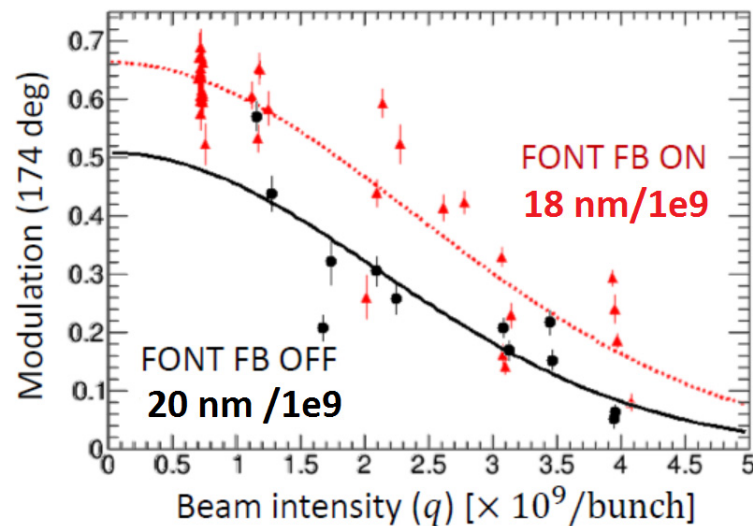 0.7
0.6
0.5
0.4
0.3
0.2
0.1
0
Modulation (174 deg)
FONT FB ON
18 nm/1e9
FONT FB OFF
20 nm /1e9
0 0.5 1 1.5 2 2.5 3 3.5 4 4.5 5
Beam intensity (q) [× 10⁹/bunch]